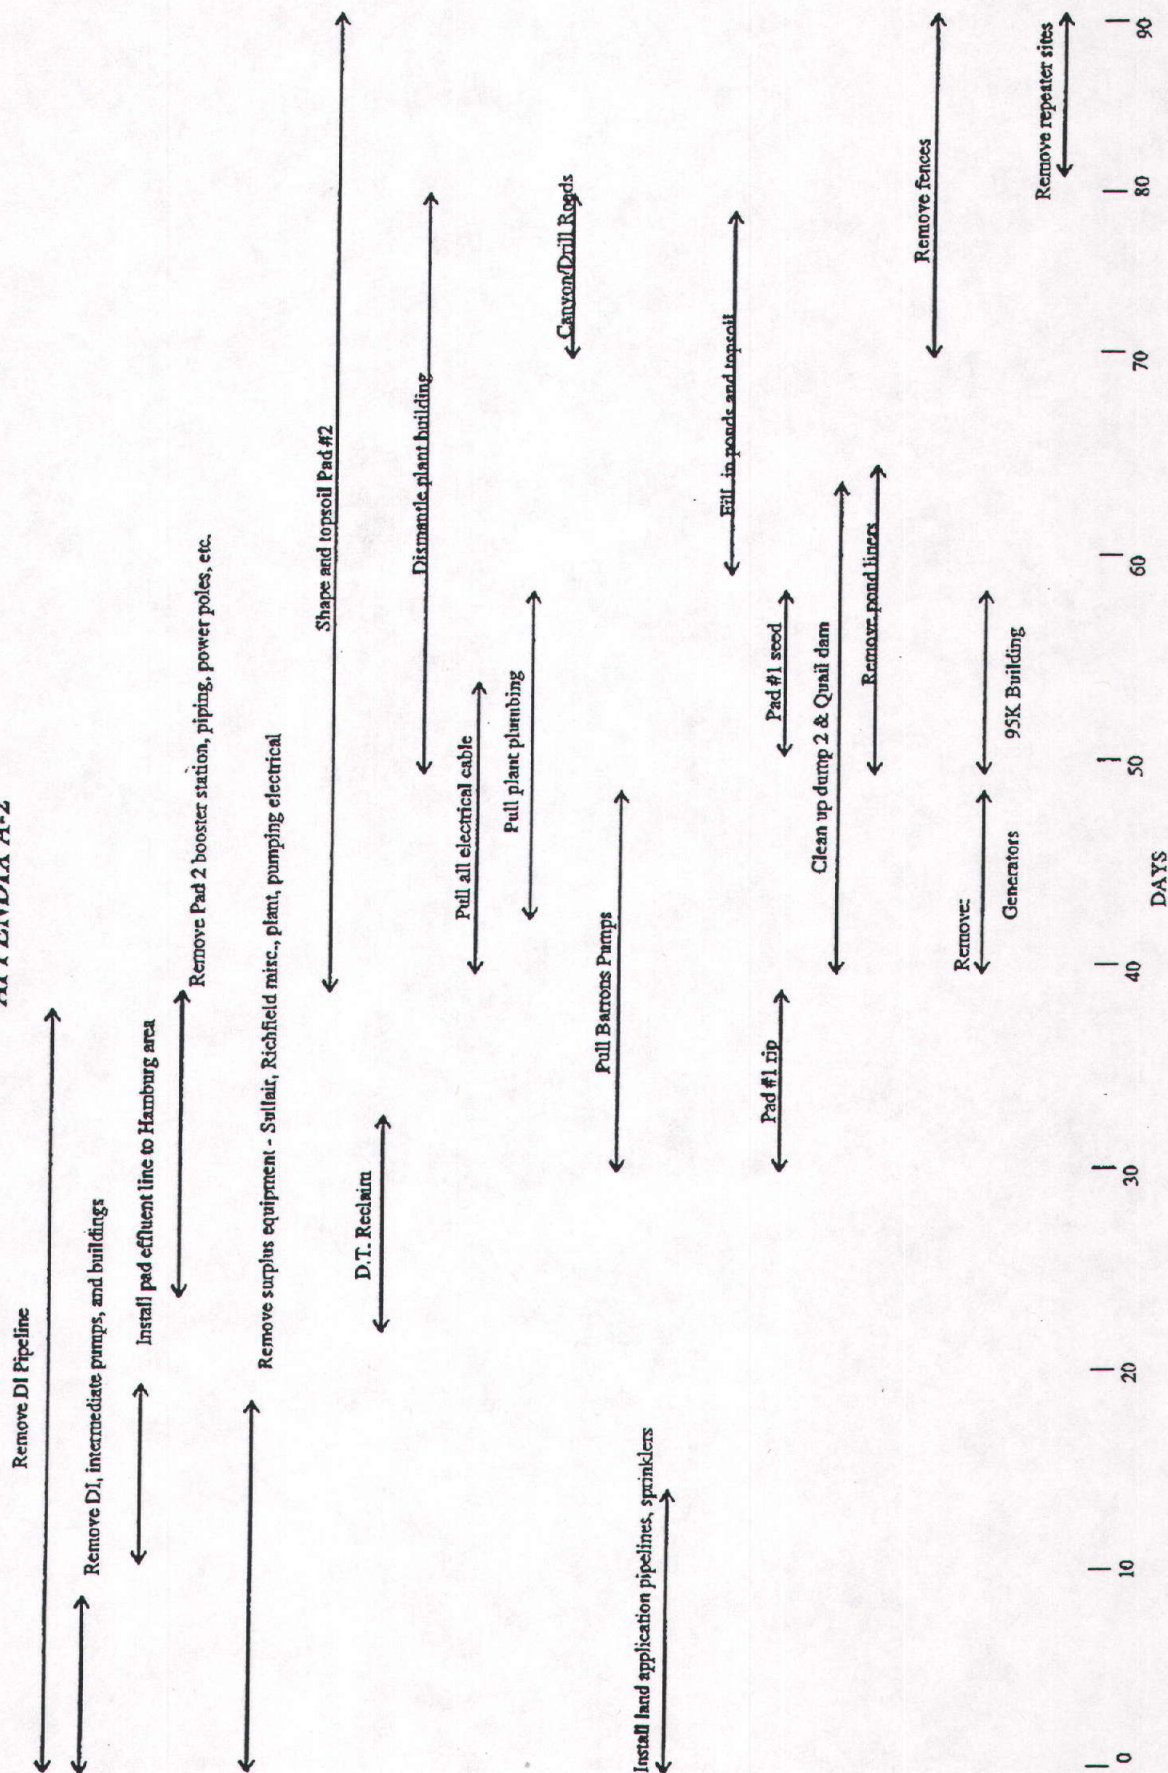 APPENDIX A-2
Remove DI Pipeline
Remove DI, intermediate pumps, and buildings
Install pad effluent line to Hamburg area
Remove Pad 2 booster station, piping, power poles, etc.
Remove surplus equipment - Sullair, Richfield misc., plant, pumping electrical
Shape and topsoil Pad #2
D.T. Reclaim
Dismantle plant building
Pull all electrical cable
Pull plant plumbing
Canyon/Drill Roads
Pull Barrons Pumps
Install land application pipelines, sprinklers
Fill in ponds and topsoil
Pad #1 rip
Pad #1 seed
Clean up dump 2 & Quail dam
Remove pond liners
Remove fences
Remove:
Generators
95K Building
Remove repeater sites
0 10 20 30 40 50 60 70 80 90
DAYS